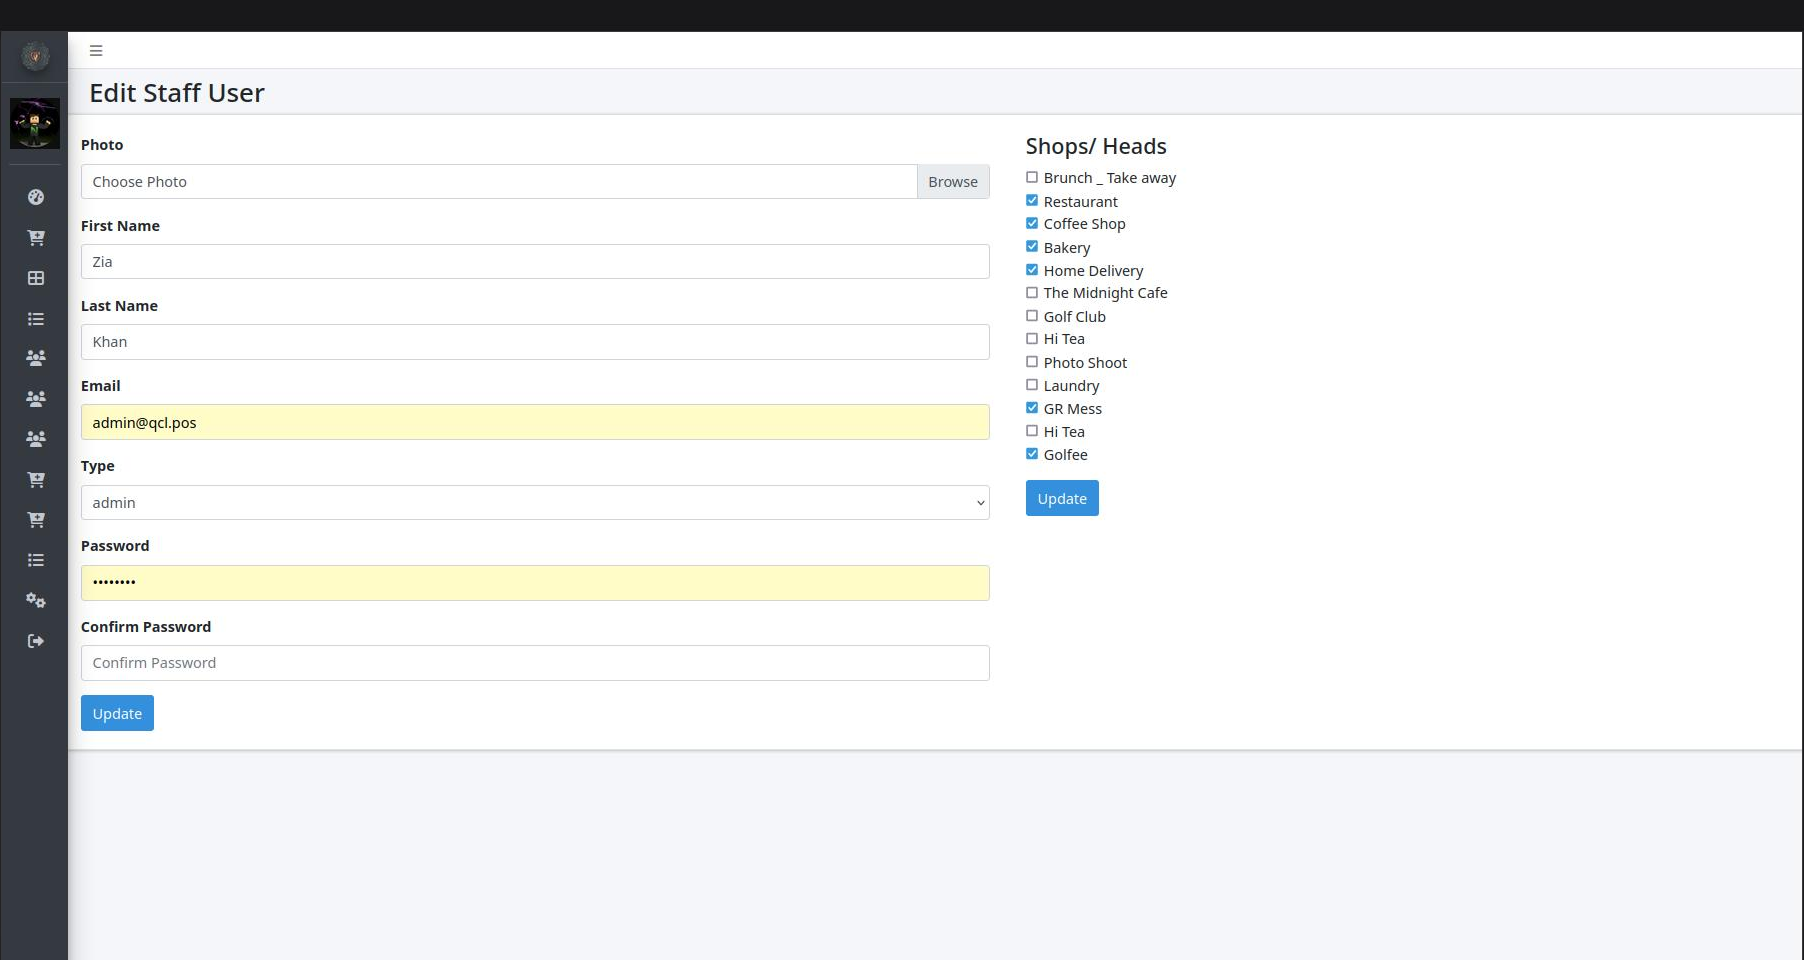 Edit Staff User
Photo
Choose Photo
Browse
First Name
Zia
Last Name
Khan
Email
admin@qcl.pos
Type
admin
Password
••••••••
Confirm Password
Confirm Password
Update
Shops/ Heads
Brunch _ Take away
Restaurant
Coffee Shop
Bakery
Home Delivery
The Midnight Cafe
Golf Club
Hi Tea
Photo Shoot
Laundry
GR Mess
Hi Tea
Golfee
Update